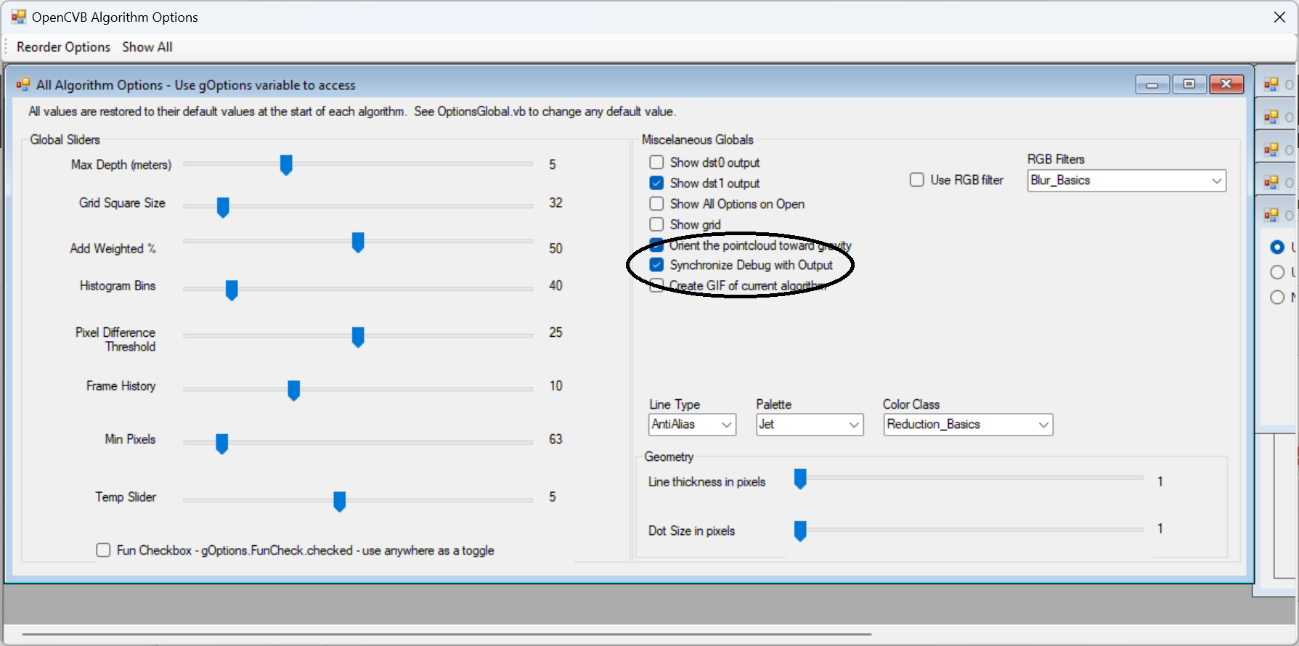 OpenCVB Algorithm Options
Reorder Options Show All
All Algorithm Options - Use gOptions variable to access
All values are restored to their default values at the start of each algorithm. See OptionsGlobal.vb to change any default value.
Global Sliders
Max Depth (meters) 5
Grid Square Size 32
Add Weighted % 50
Histogram Bins 40
Pixel Difference
Threshold 25
Frame History 10
Min Pixels 63
Temp Slider 5
Fun Checkbox - gOptions.FunCheck.checked - use anywhere as a toggle
Miscelaneous Globals
Show dst0 output
Show dst1 output
Show All Options on Open
Show grid
Orient the pointcloud toward gravity
Synchronize Debug with Output
Create GIF of current algorithm
Use RGB filter
RGB Filters
Blur_Basics
Line Type Palette Color Class
AntiAlias Jet Reduction_Basics
Geometry
Line thickness in pixels 1
Dot Size in pixels 1